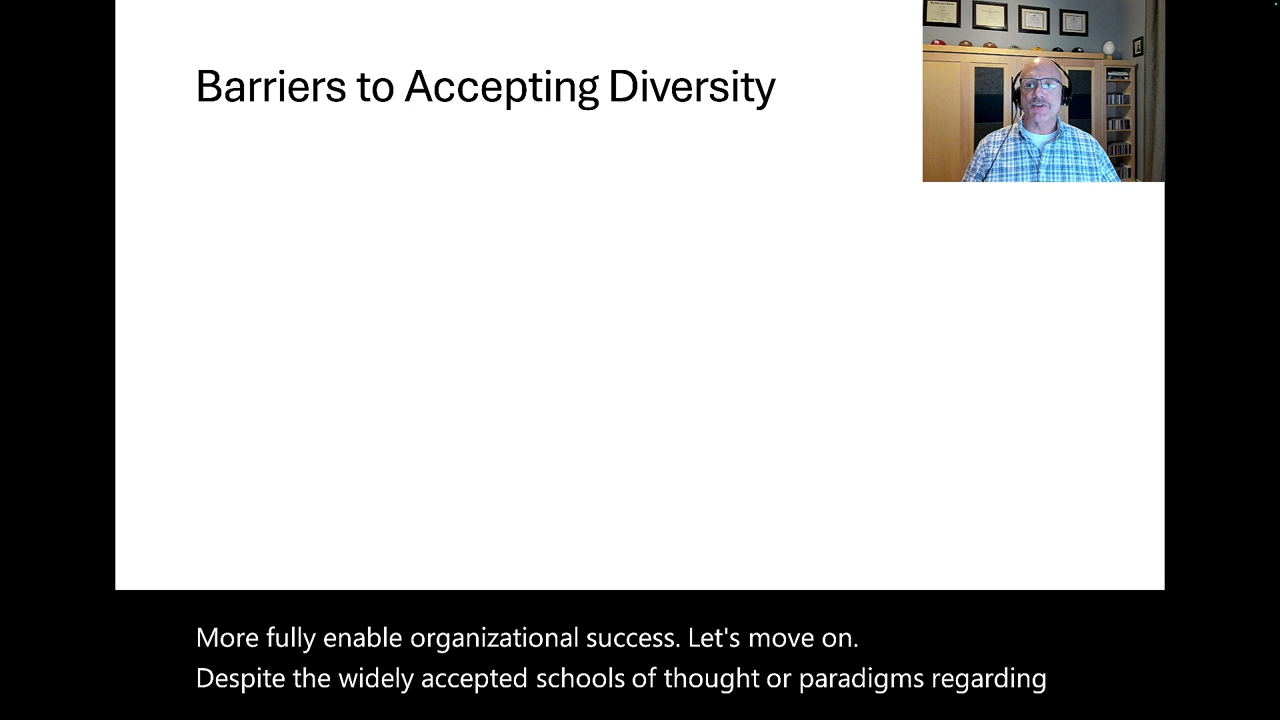 Barriers to Accepting Diversity
More fully enable organizational success. Let's move on.
Despite the widely accepted schools of thought or paradigms regarding